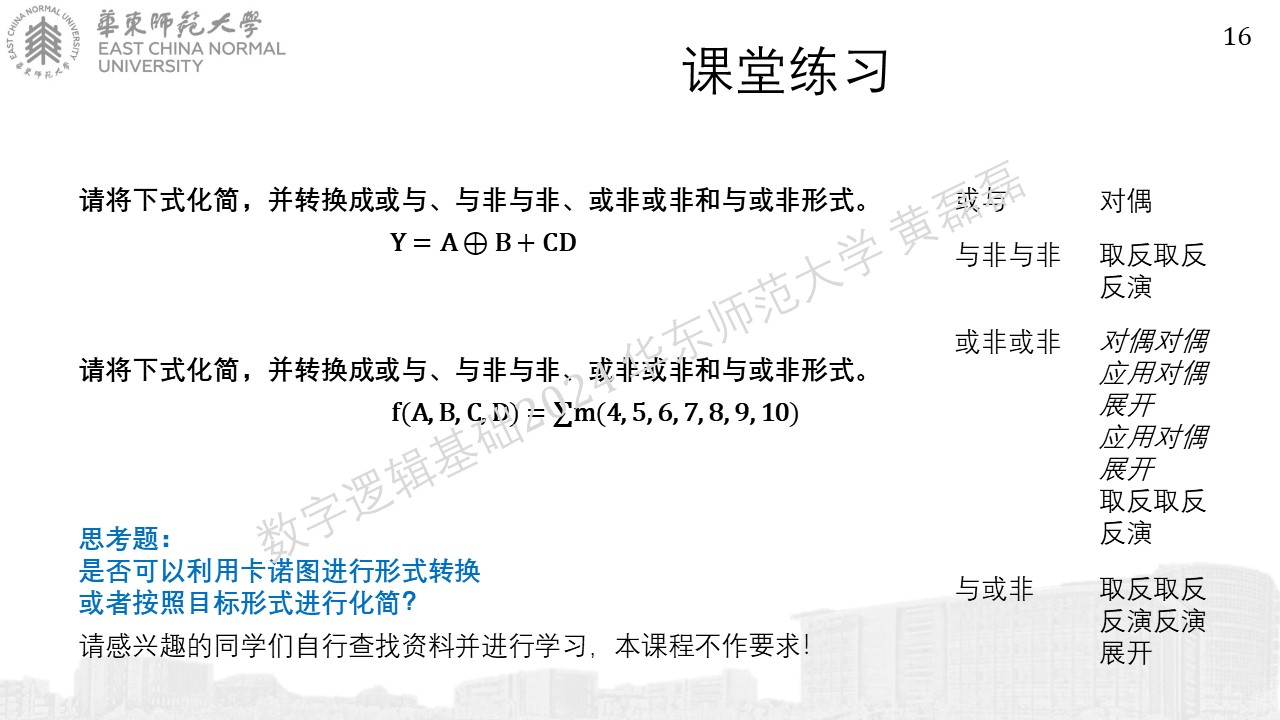 華東師範大學
EAST CHINA NORMAL
UNIVERSITY
EAST CHINA NORMAL UNIVERSITY
華東师范大学
16
课堂练习
请将下式化简，并转换成或与、与非与非、或非或非和与或非形式。
Y = A ⊕ B + CD
请将下式化简，并转换成或与、与非与非、或非或非和与或非形式。
f(A, B, C, D) = ∑m(4, 5, 6, 7, 8, 9, 10)
思考题：
是否可以利用卡诺图进行形式转换
或者按照目标形式进行化简？
请感兴趣的同学们自行查找资料并进行学习，本课程不作要求！
或与 对偶
与非与非 取反取反
反演
或非或非 对偶对偶
应用对偶
展开
应用对偶
展开
取反取反
反演
与或非 取反取反
反演反演
展开
数字逻辑基础2024 华东师范大学 黄磊磊